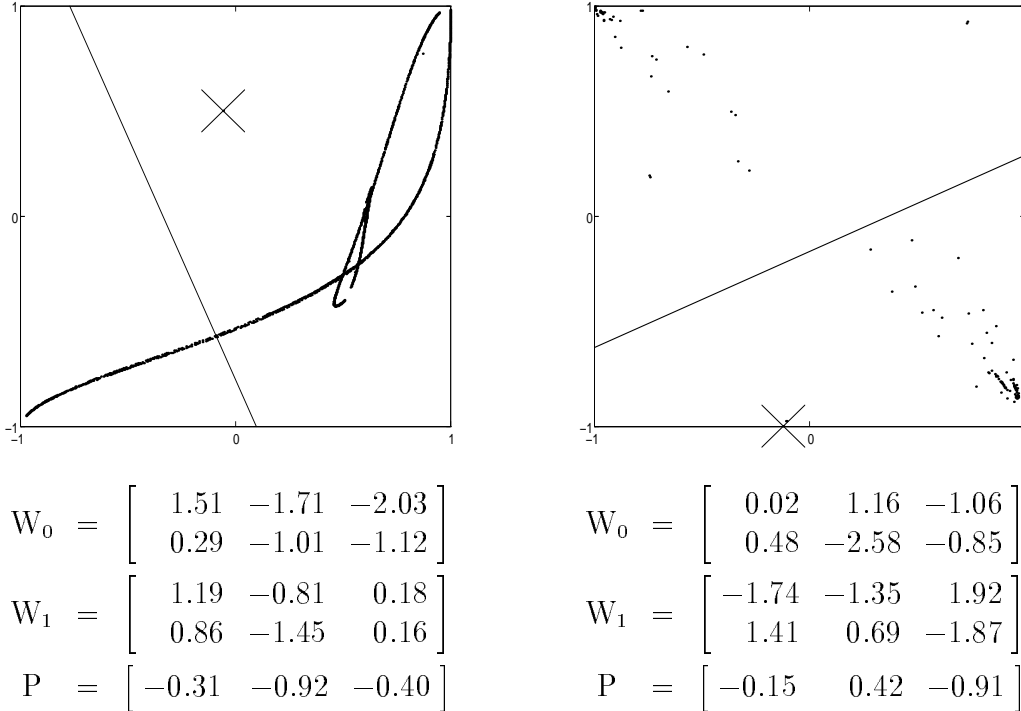 1
0
−1
−1
0
1
1
0
−1
−1
0
W0 = [ 1.51 −1.71 −2.03
0.29 −1.01 −1.12 ]
W1 = [ 1.19 −0.81 0.18
0.86 −1.45 0.16 ]
P = [ −0.31 −0.92 −0.40 ]
W0 = [ 0.02 1.16 −1.06
0.48 −2.58 −0.85 ]
W1 = [ −1.74 −1.35 1.92
1.41 0.69 −1.87 ]
P = [ −0.15 0.42 −0.91 ]